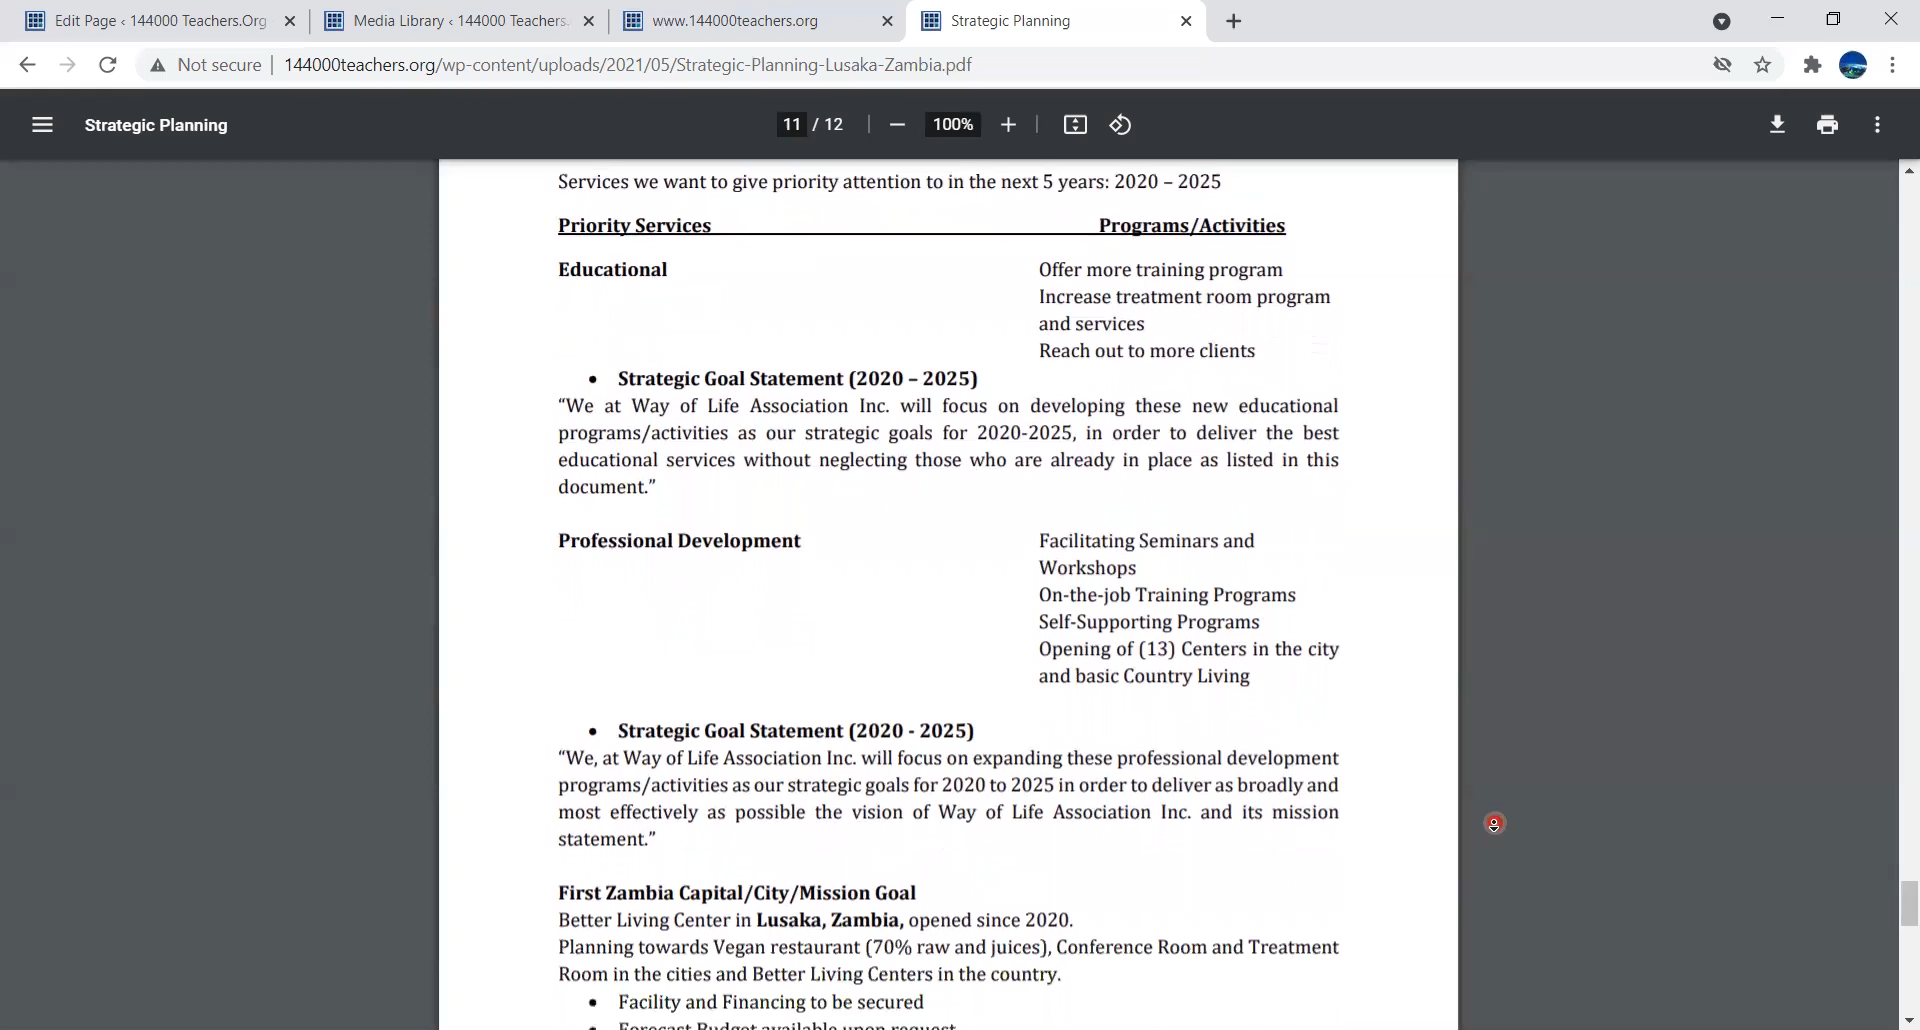 Edit Page ‹ 144000 Teachers.Org
Media Library ‹ 144000 Teachers.
www.144000teachers.org
Strategic Planning
Not secure
144000teachers.org/wp-content/uploads/2021/05/Strategic-Planning-Lusaka-Zambia.pdf
Strategic Planning
11 / 12
100%
Services we want to give priority attention to in the next 5 years: 2020 – 2025
Priority Services Programs/Activities
Educational Offer more training program
Increase treatment room program
and services
Reach out to more clients
• Strategic Goal Statement (2020 – 2025)
“We at Way of Life Association Inc. will focus on developing these new educational
programs/activities as our strategic goals for 2020-2025, in order to deliver the best
educational services without neglecting those who are already in place as listed in this
document.”
Professional Development Facilitating Seminars and
Workshops
On-the-job Training Programs
Self-Supporting Programs
Opening of (13) Centers in the city
and basic Country Living
• Strategic Goal Statement (2020 - 2025)
“We, at Way of Life Association Inc. will focus on expanding these professional development
programs/activities as our strategic goals for 2020 to 2025 in order to deliver as broadly and
most effectively as possible the vision of Way of Life Association Inc. and its mission
statement.”
First Zambia Capital/City/Mission Goal
Better Living Center in Lusaka, Zambia, opened since 2020.
Planning towards Vegan restaurant (70% raw and juices), Conference Room and Treatment
Room in the cities and Better Living Centers in the country.
• Facility and Financing to be secured
• Forecast Budget available upon request